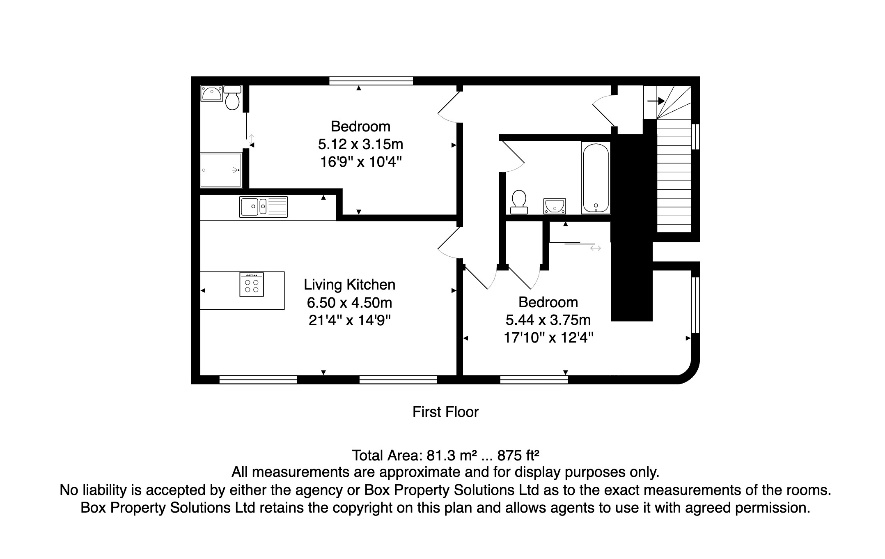 Bedroom
5.12 x 3.15m
16'9" x 10'4"
Living Kitchen
6.50 x 4.50m
21'4" x 14'9"
Bedroom
5.44 x 3.75m
17'10" x 12'4"
First Floor
Total Area: 81.3 m² ... 875 ft²
All measurements are approximate and for display purposes only.
No liability is accepted by either the agency or Box Property Solutions Ltd as to the exact measurements of the rooms.
Box Property Solutions Ltd retains the copyright on this plan and allows agents to use it with agreed permission.